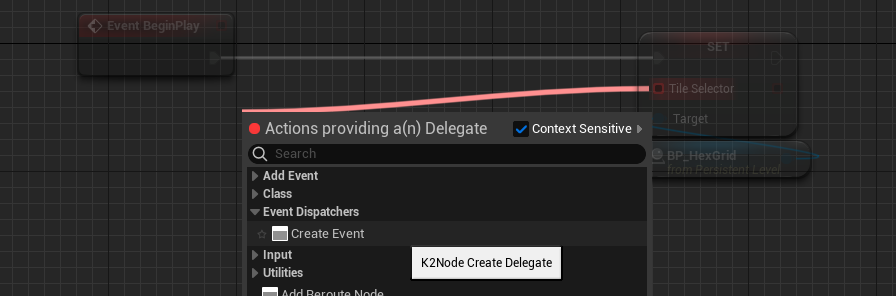 Event BeginPlay
SET
Tile Selector
Target
Actions providing a(n) Delegate
Context Sensitive
Search
BP_HexGrid
from Persistent Level
Add Event
Class
Event Dispatchers
Create Event
Input
K2Node Create Delegate
Utilities
Add Reroute Node